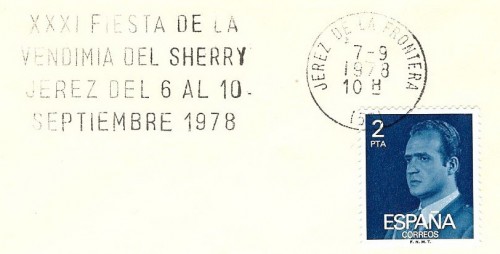 XXXI FIESTA DE LA
VENDIMIA DEL SHERRY
JEREZ DEL 6 AL 10-
SEPTIEMBRE 1978
JEREZ DE LA FRONTERA
7-9
1978
10 H
2
PTA
ESPAÑA
CORREOS
F.N.M.T.